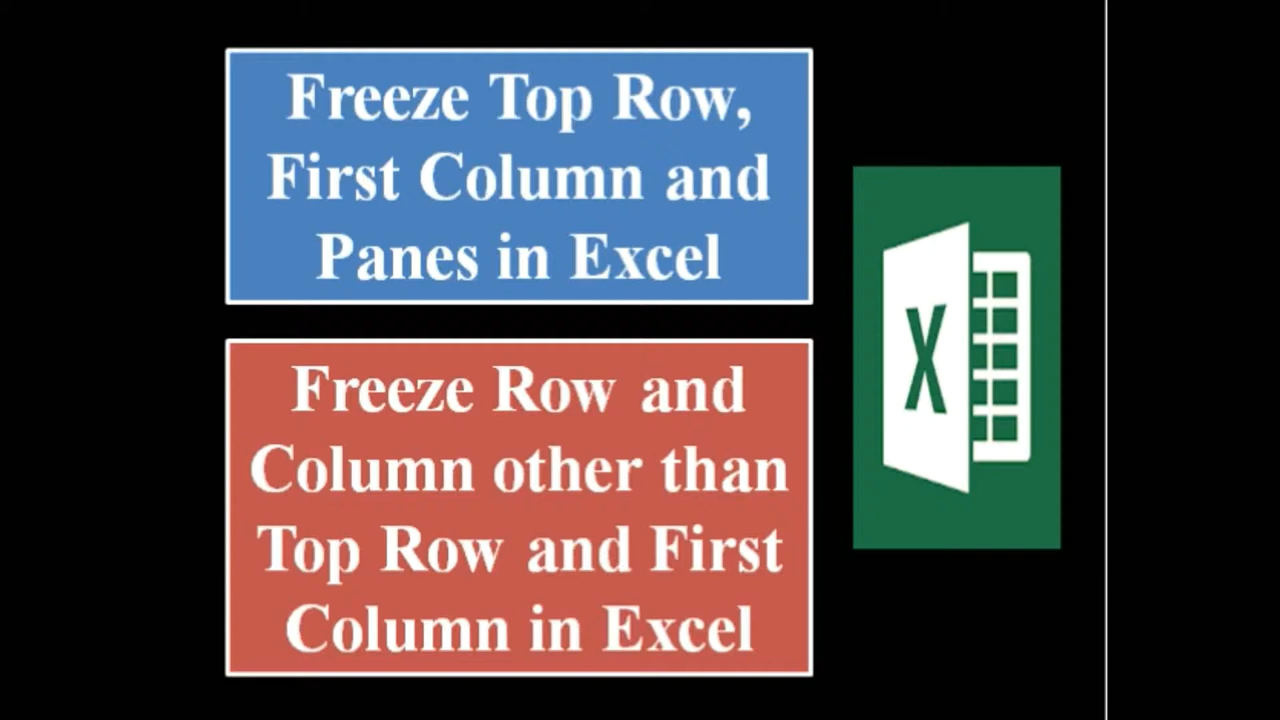 Freeze Top Row,
First Column and
Panes in Excel
Freeze Row and
Column other than
Top Row and First
Column in Excel
X